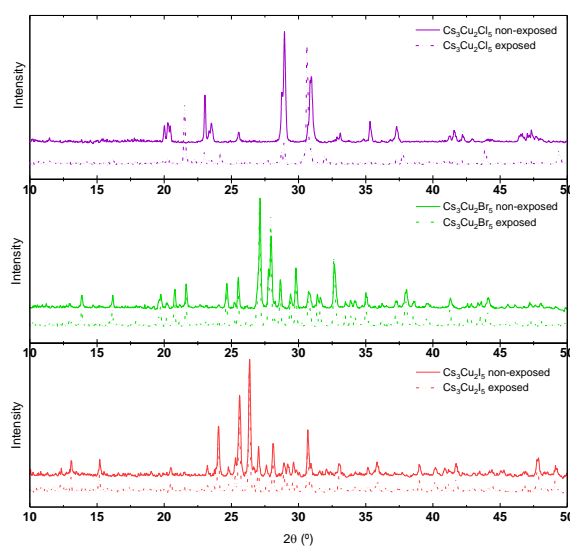 Cs₃Cu₂Cl₅ non-exposed
Cs₃Cu₂Cl₅ exposed
Intensity
10 15 20 25 30 35 40 45 50
Cs₃Cu₂Br₅ non-exposed
Cs₃Cu₂Br₅ exposed
Intensity
10 15 20 25 30 35 40 45 50
Cs₃Cu₂I₅ non-exposed
Cs₃Cu₂I₅ exposed
Intensity
10 15 20 25 30 35 40 45 50
2θ (º)